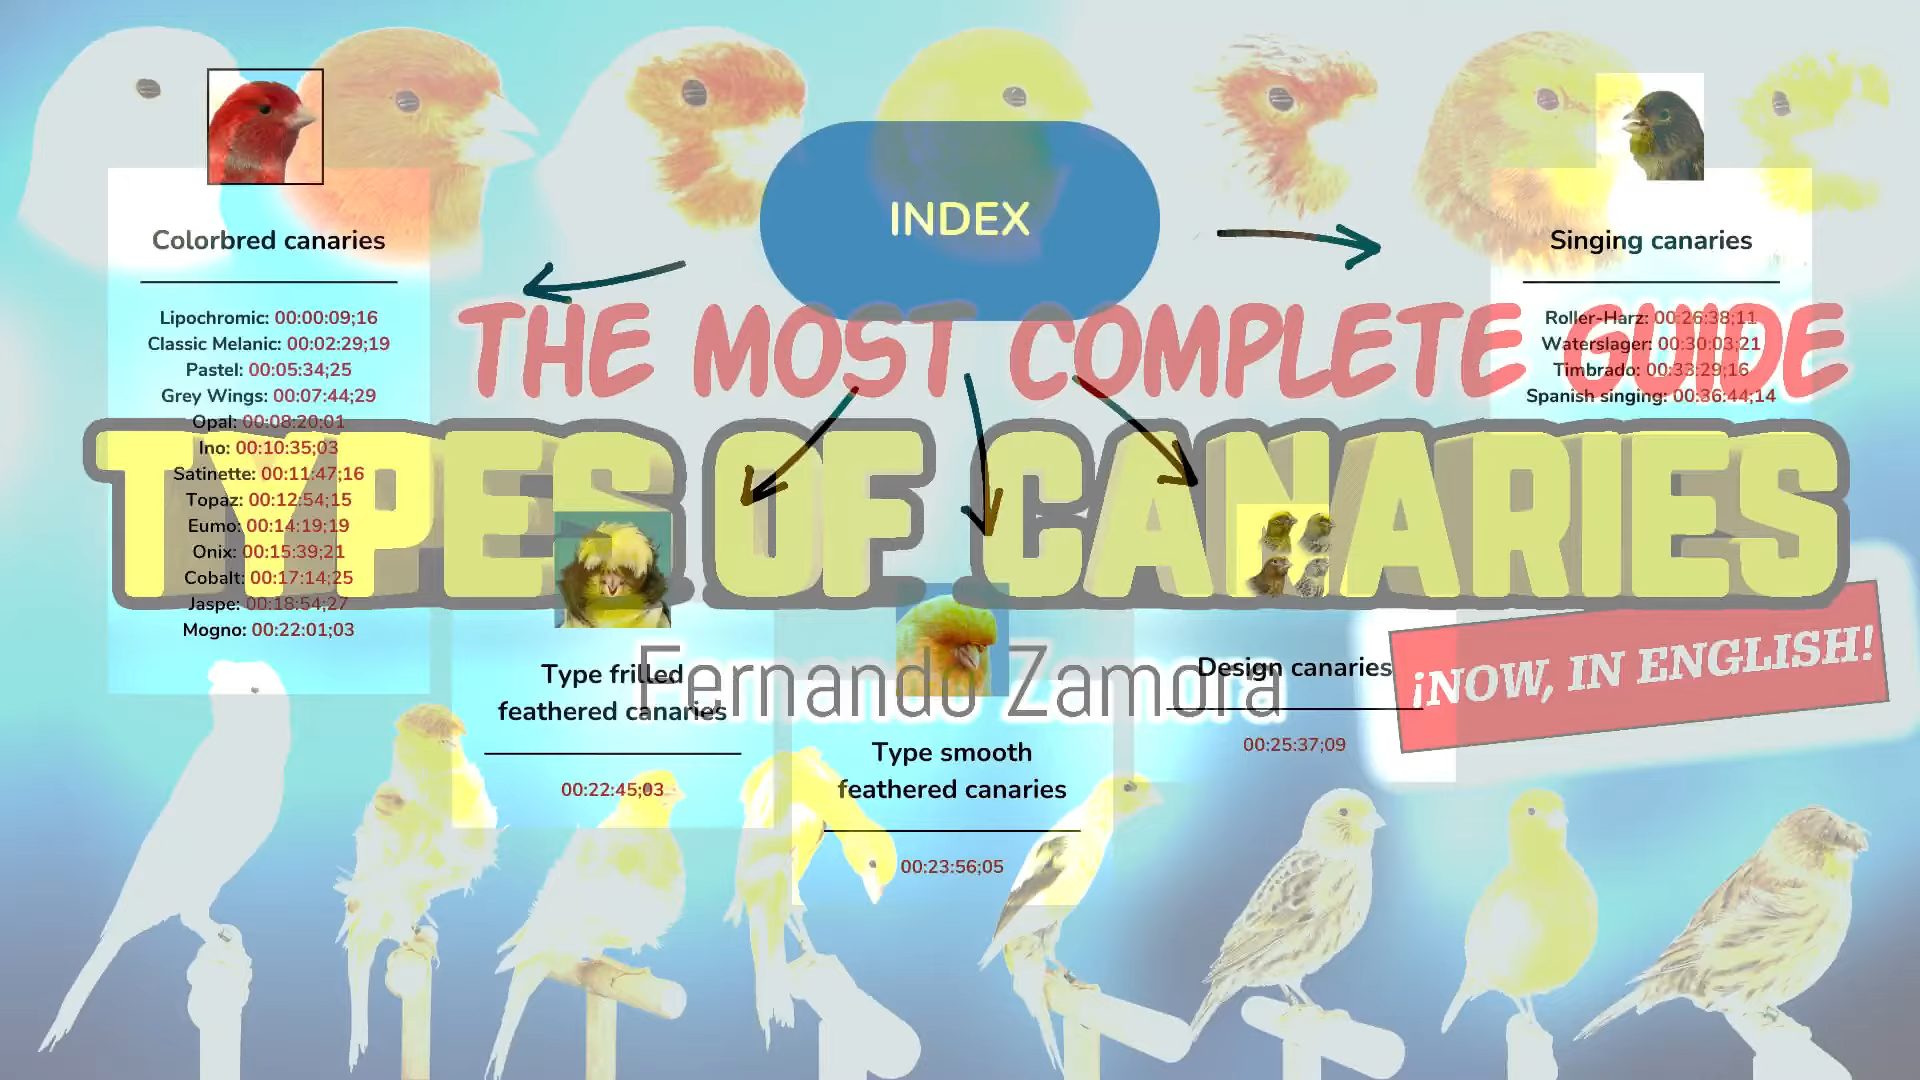 INDEX
Colorbred canaries
Lipochromic: 00:00:09;16
Classic Melanic: 00:02:29;19
Pastel: 00:05:34;25
Grey Wings: 00:07:44;29
Opal: 00:08:20;01
Ino: 00:10:35;03
Satinette: 00:11:47;16
Topaz: 00:12:54;15
Eumo: 00:14:19;19
Onix: 00:15:39;21
Cobalt: 00:17:14;25
Jaspe: 00:18:54;27
Mogno: 00:22:01;03
Singing canaries
Roller-Harz: 00:26:38;11
Waterslager: 00:30:03;21
Timbrado: 00:33:29;16
Spanish singing: 00:36:44;14
THE MOST COMPLETE GUIDE
TYPES OF CANARIES
¡NOW, IN ENGLISH!
Fernando Zamora
Type frilled
feathered canaries
00:22:45;03
Type smooth
feathered canaries
00:23:56;05
Design canaries
00:25:37;09